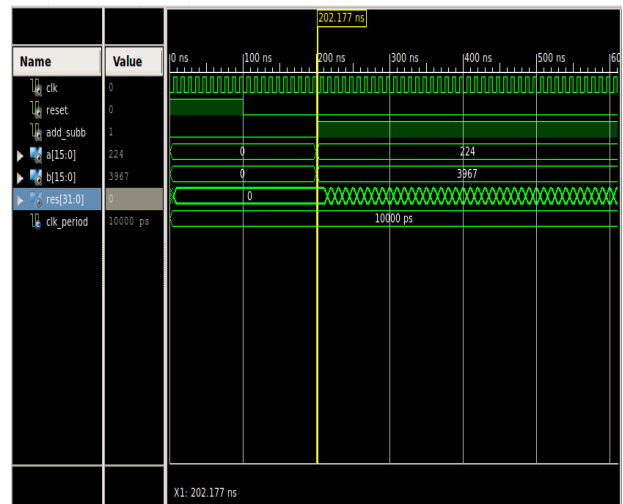 202.177 ns
Name Value
0 ns 100 ns 200 ns 300 ns 400 ns 500 ns 60
clk 0
reset 0
add_subb 1
a[15:0] 224 0 224
b[15:0] 3967 0 3967
res[31:0] 0 0
clk_period 10000 ps 10000 ps
X1: 202.177 ns